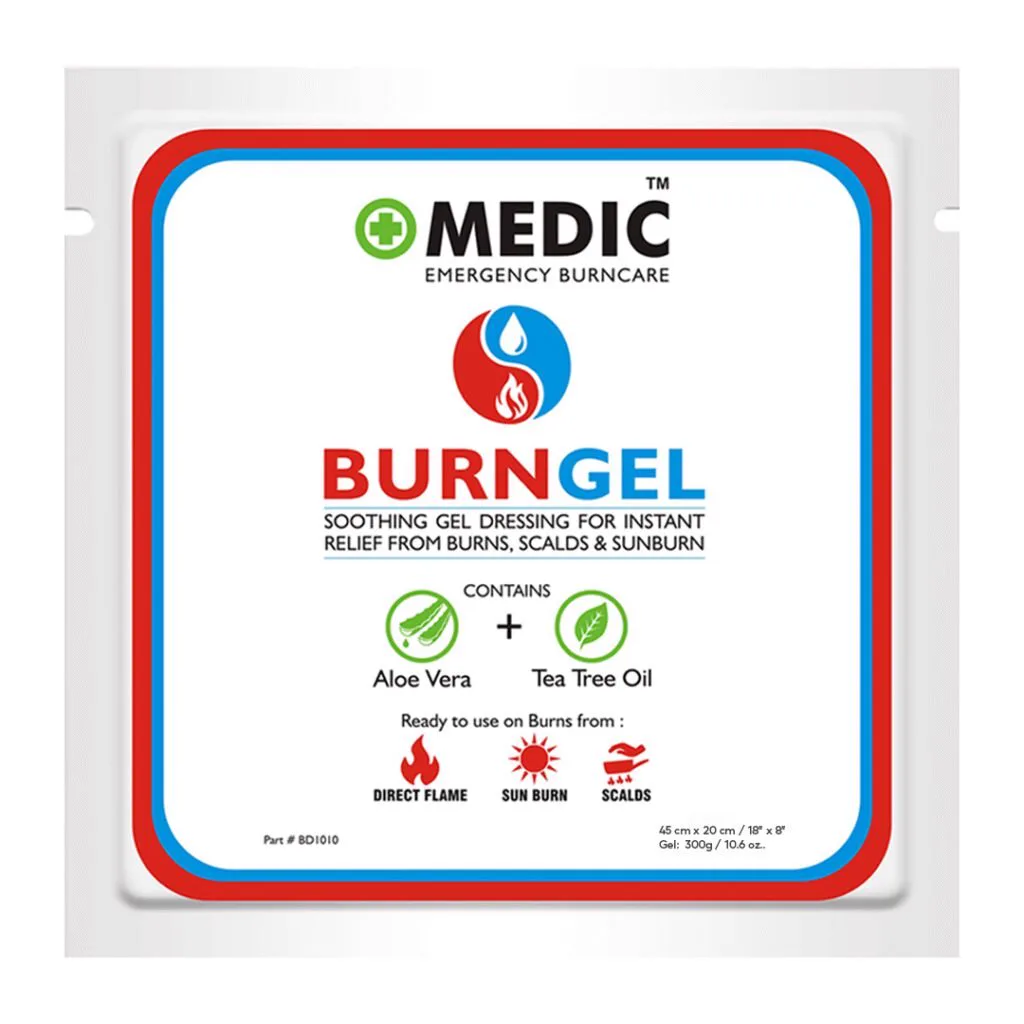 TM
MEDIC
EMERGENCY BURNCARE
BURNGEL
SOOTHING GEL DRESSING FOR INSTANT
RELIEF FROM BURNS, SCALDS & SUNBURN
CONTAINS
+
Aloe Vera Tea Tree Oil
Ready to use on Burns from :
DIRECT FLAME SUN BURN SCALDS
Part # BD1010
45 cm x 20 cm / 18" x 8"
Gel: 300g / 10.6 oz..